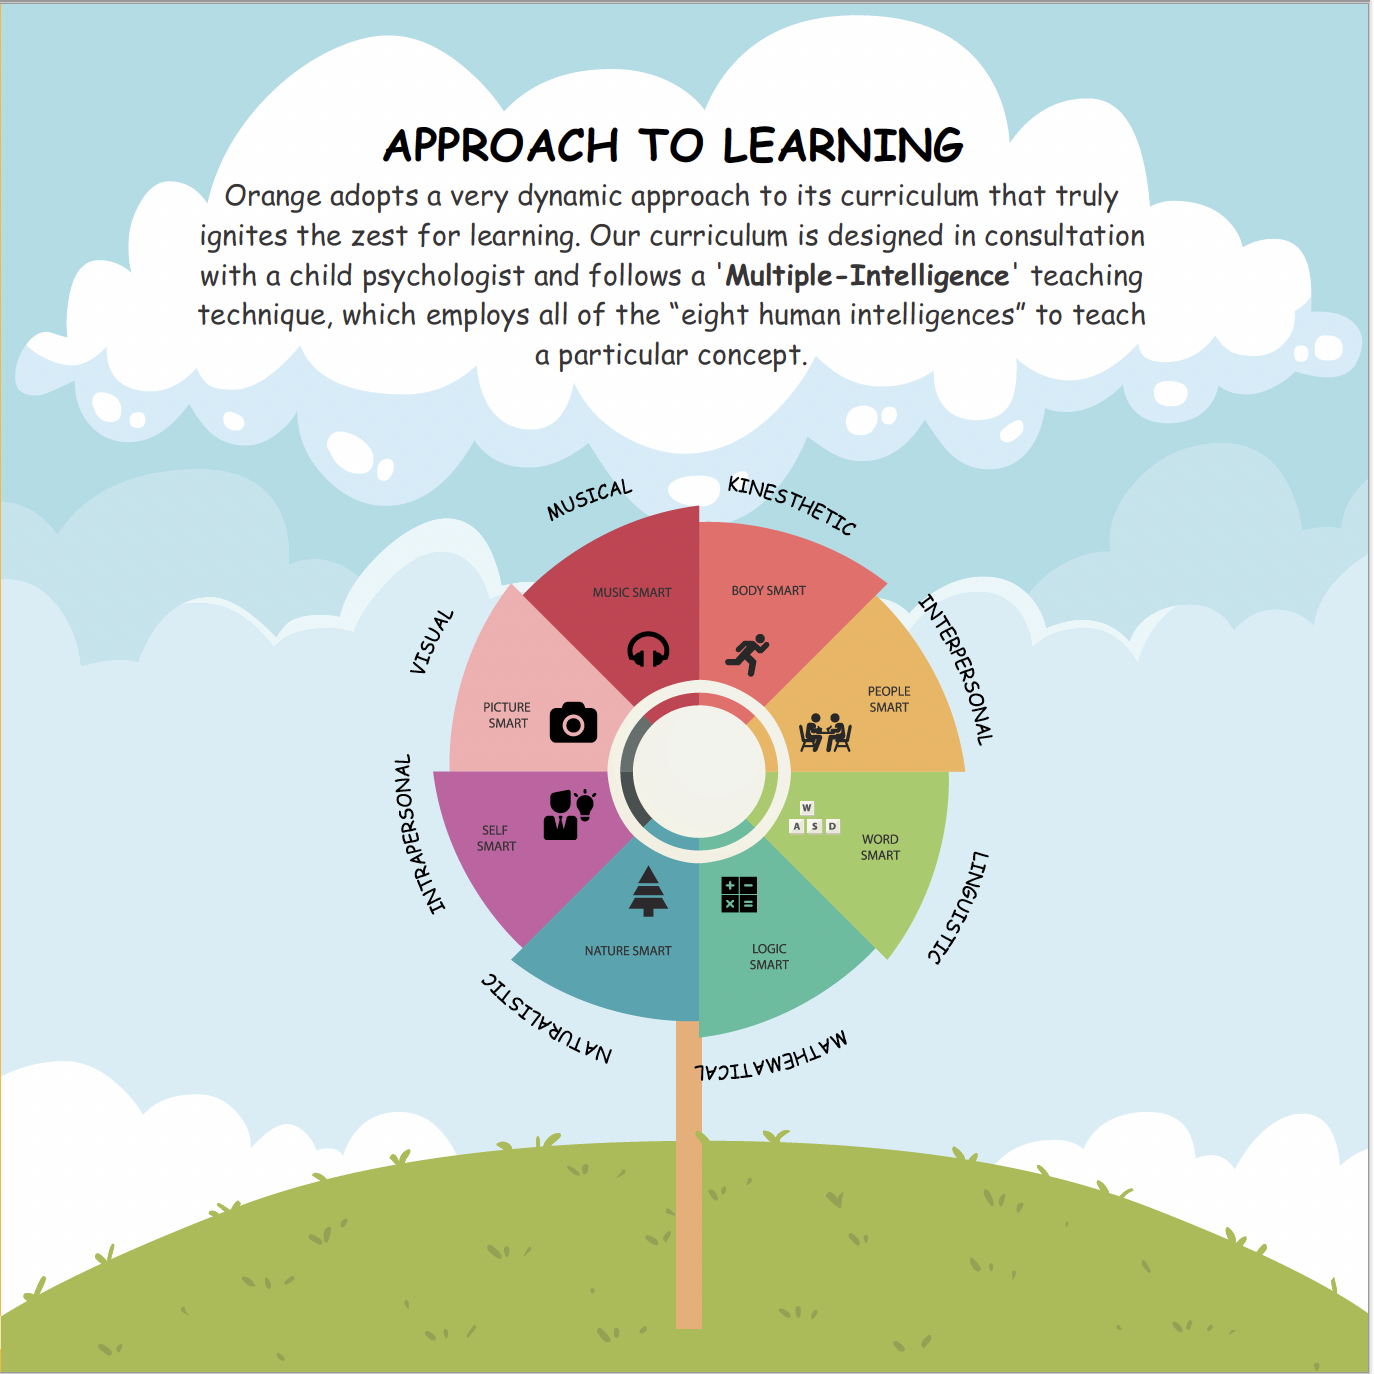 APPROACH TO LEARNING
Orange adopts a very dynamic approach to its curriculum that truly
ignites the zest for learning. Our curriculum is designed in consultation
with a child psychologist and follows a 'Multiple-Intelligence' teaching
technique, which employs all of the “eight human intelligences” to teach
a particular concept.
MUSICAL
KINESTHETIC
MUSIC SMART
BODY SMART
VISUAL
INTERPERSONAL
PICTURE
SMART
PEOPLE
SMART
INTRAPERSONAL
SELF
SMART
W
A S D
WORD
SMART
LINGUISTIC
NATURE SMART
LOGIC
SMART
NATURALISTIC
MATHEMATICAL